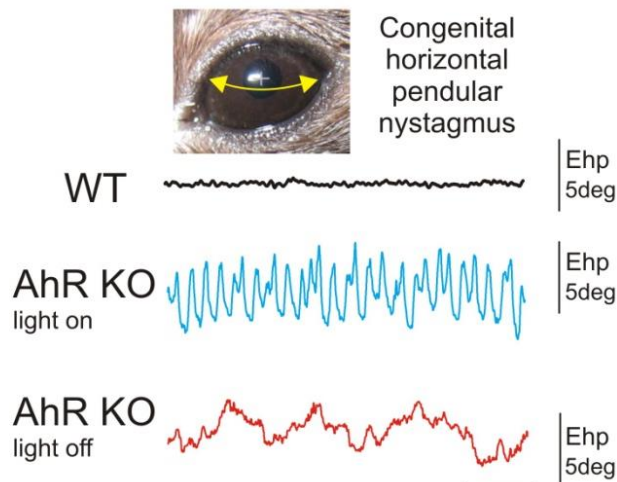 Congenital
horizontal
pendular
nystagmus
WT
Ehp
5deg
AhR KO
light on
Ehp
5deg
AhR KO
light off
Ehp
5deg